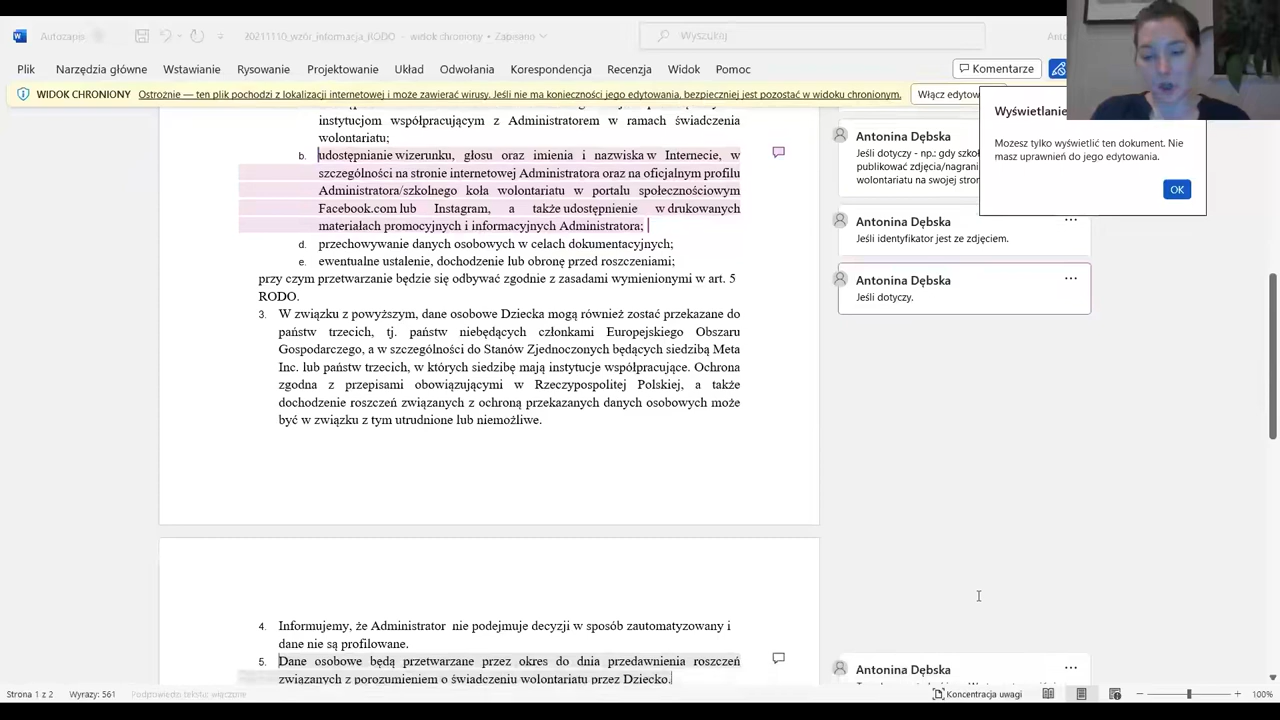 Autozapis
20211110_wzór_informacja_RODO - widok chroniony • Zapisano
Wyszukaj
Plik Narzędzia główne Wstawianie Rysowanie Projektowanie Układ Odwołania Korespondencja Recenzja Widok Pomoc
Komentarze
WIDOK CHRONIONY Ostrożnie — ten plik pochodzi z lokalizacji internetowej i może zawierać wirusy. Jeśli nie ma konieczności jego edytowania, bezpieczniej jest pozostać w widoku chronionym.
Włącz edytow
instytucjom współpracującym z Administratorem w ramach świadczenia
wolontariatu;
b. udostępnianie wizerunku, głosu oraz imienia i nazwiska w Internecie, w
szczególności na stronie internetowej Administratora oraz na oficjalnym profilu
Administratora/szkolnego koła wolontariatu w portalu społecznościowym
Facebook.com lub Instagram, a także udostępnienie w drukowanych
materiałach promocyjnych i informacyjnych Administratora;
d. przechowywanie danych osobowych w celach dokumentacyjnych;
e. ewentualne ustalenie, dochodzenie lub obronę przed roszczeniami;
przy czym przetwarzanie będzie się odbywać zgodnie z zasadami wymienionymi w art. 5
RODO.
3. W związku z powyższym, dane osobowe Dziecka mogą również zostać przekazane do
państw trzecich, tj. państw niebędących członkami Europejskiego Obszaru
Gospodarczego, a w szczególności do Stanów Zjednoczonych będących siedzibą Meta
Inc. lub państw trzecich, w których siedzibę mają instytucje współpracujące. Ochrona
zgodna z przepisami obowiązującymi w Rzeczypospolitej Polskiej, a także
dochodzenie roszczeń związanych z ochroną przekazanych danych osobowych może
być w związku z tym utrudnione lub niemożliwe.
4. Informujemy, że Administrator nie podejmuje decyzji w sposób zautomatyzowany i
dane nie są profilowane.
5. Dane osobowe będą przetwarzane przez okres do dnia przedawnienia roszczeń
związanych z porozumieniem o świadczeniu wolontariatu przez Dziecko.
Antonina Dębska
Jeśli dotyczy - np.: gdy szko
publikować zdjęcia/nagrani
wolontariatu na swojej stron
Antonina Dębska
Jeśli identyfikator jest ze zdjęciem.
Antonina Dębska
Jeśli dotyczy.
Antonina Dębska
Wyświetlanie
Możesz tylko wyświetlić ten dokument. Nie
masz uprawnień do jego edytowania.
OK
Strona 1 z 2 Wyrazy: 561 Podpowiedzi tekstu: włączone
Koncentracja uwagi
100%